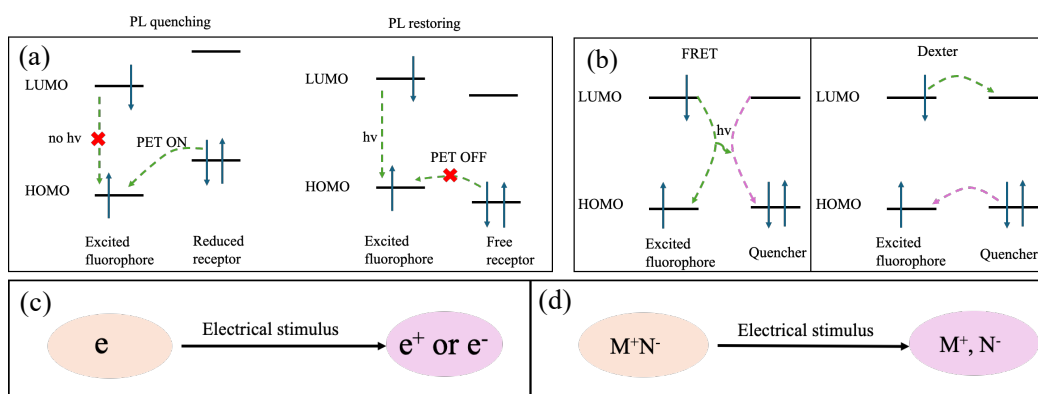 PL quenching
PL restoring
(a)
LUMO
no hv
PET ON
HOMO
Excited
fluorophore
Reduced
receptor
LUMO
hv
PET OFF
HOMO
Excited
fluorophore
Free
receptor
(b)
FRET
LUMO
hv
HOMO
Excited
fluorophore
Quencher
Dexter
LUMO
HOMO
Excited
fluorophore
Quencher
(c)
e
Electrical stimulus
e⁺ or e⁻
(d)
M⁺N⁻
Electrical stimulus
M⁺, N⁻